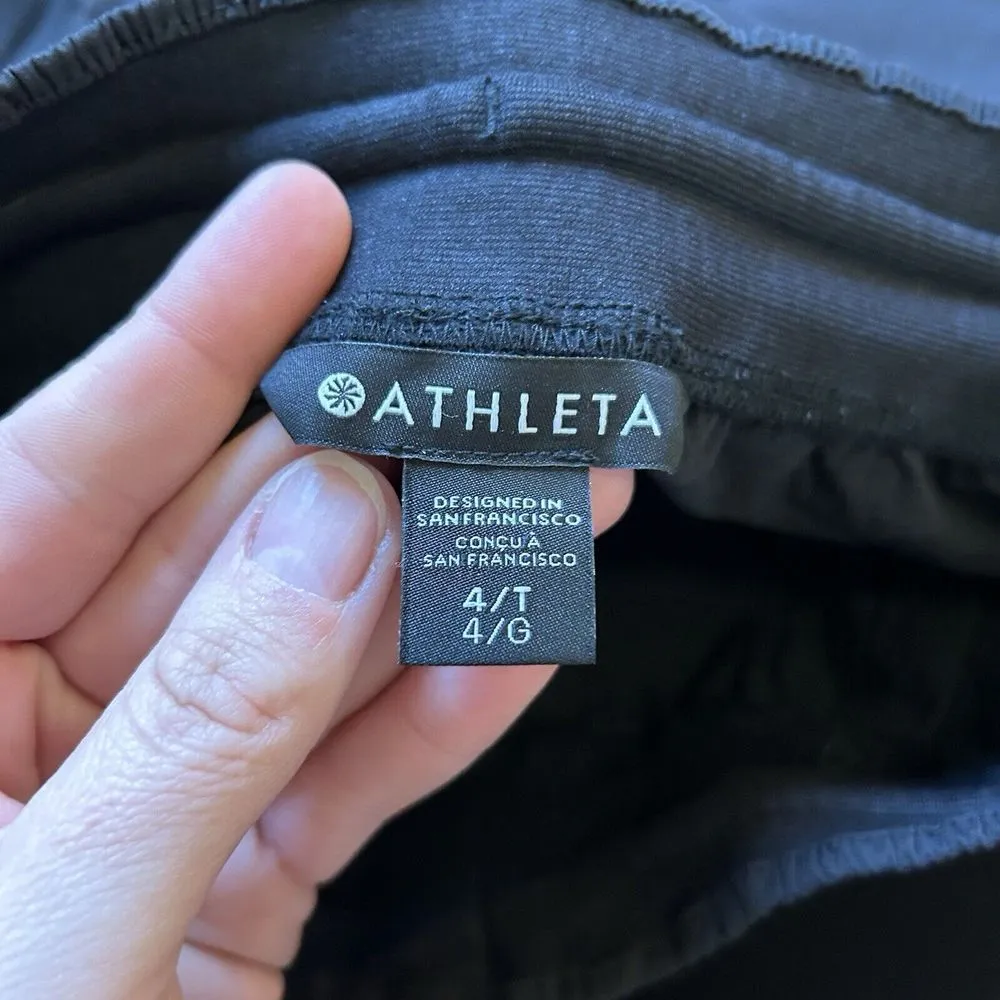 ATHLETA
DESIGNED IN
SAN FRANCISCO
CONÇU À
SAN FRANCISCO
4/T
4/G